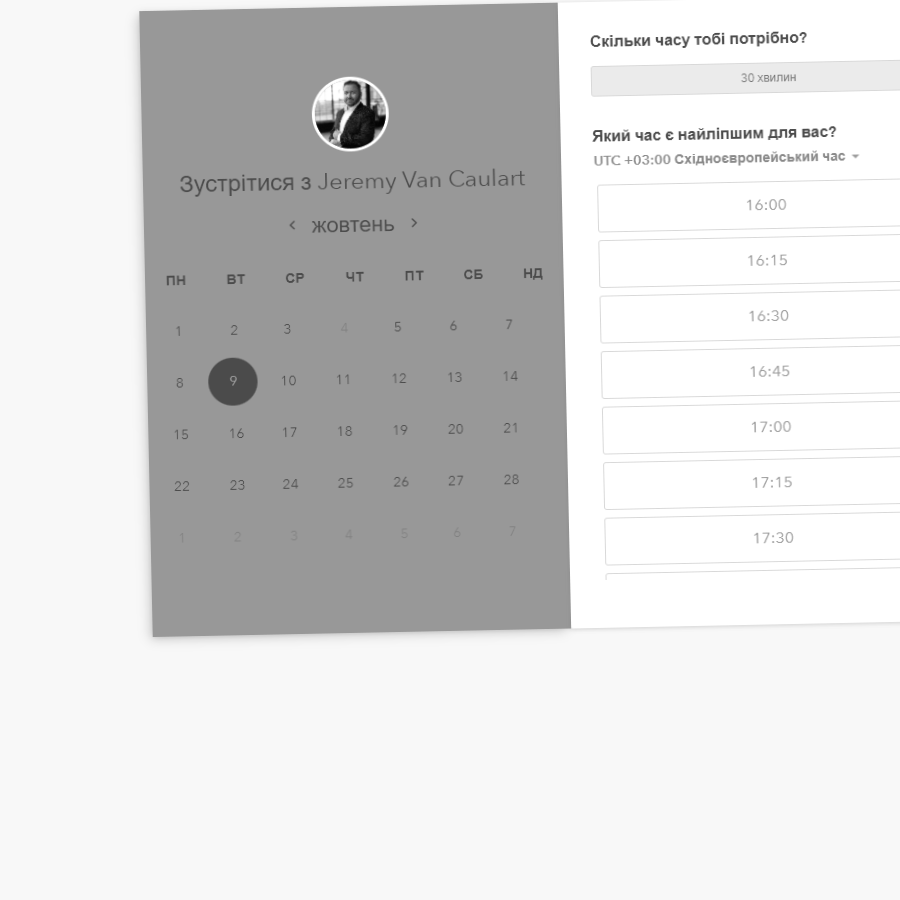 Зустрітися з Jeremy Van Caulart
жовтень
ПН ВТ СР ЧТ ПТ СБ НД
1 2 3 4 5 6 7
8 9 10 11 12 13 14
15 16 17 18 19 20 21
22 23 24 25 26 27 28
1 2 3 4 5 6 7
Скільки часу тобі потрібно?
30 хвилин
Який час є найліпшим для вас?
UTC +03:00 Східноєвропейський час
16:00
16:15
16:30
16:45
17:00
17:15
17:30